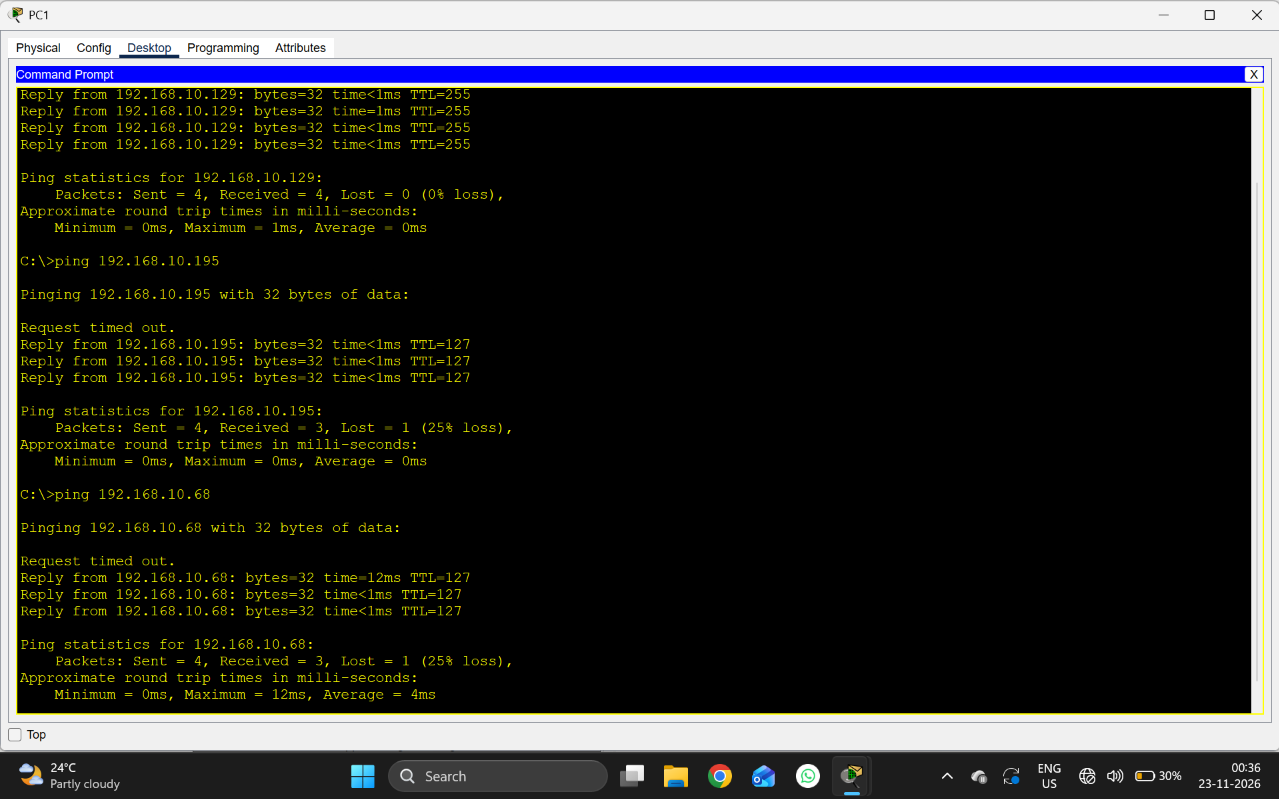 PC1
Physical Config Desktop Programming Attributes
Command Prompt X
Reply from 192.168.10.129: bytes=32 time<1ms TTL=255
Reply from 192.168.10.129: bytes=32 time=1ms TTL=255
Reply from 192.168.10.129: bytes=32 time<1ms TTL=255
Reply from 192.168.10.129: bytes=32 time<1ms TTL=255
Ping statistics for 192.168.10.129:
Packets: Sent = 4, Received = 4, Lost = 0 (0% loss),
Approximate round trip times in milli-seconds:
Minimum = 0ms, Maximum = 1ms, Average = 0ms
C:\>ping 192.168.10.195
Pinging 192.168.10.195 with 32 bytes of data:
Request timed out.
Reply from 192.168.10.195: bytes=32 time<1ms TTL=127
Reply from 192.168.10.195: bytes=32 time<1ms TTL=127
Reply from 192.168.10.195: bytes=32 time<1ms TTL=127
Ping statistics for 192.168.10.195:
Packets: Sent = 4, Received = 3, Lost = 1 (25% loss),
Approximate round trip times in milli-seconds:
Minimum = 0ms, Maximum = 0ms, Average = 0ms
C:\>ping 192.168.10.68
Pinging 192.168.10.68 with 32 bytes of data:
Request timed out.
Reply from 192.168.10.68: bytes=32 time=12ms TTL=127
Reply from 192.168.10.68: bytes=32 time<1ms TTL=127
Reply from 192.168.10.68: bytes=32 time<1ms TTL=127
Ping statistics for 192.168.10.68:
Packets: Sent = 4, Received = 3, Lost = 1 (25% loss),
Approximate round trip times in milli-seconds:
Minimum = 0ms, Maximum = 12ms, Average = 4ms
Top
24°C
Partly cloudy
Search
ENG
US
30%
00:36
23-11-2026